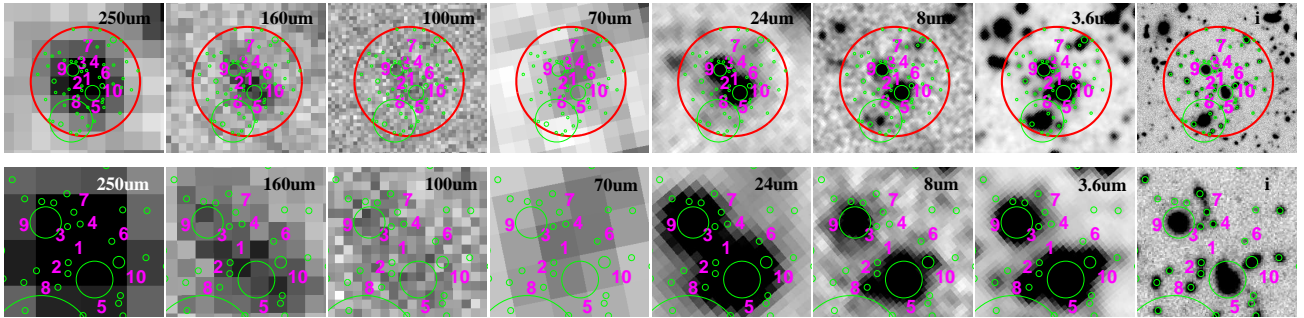 250um 160um 100um 70um 24um 8um 3.6um i
7 7 7 7 7 7 7 7
3 4 3 4 3 4 3 4 3 4 3 4 3 4 3 4
9 6 9 6 9 6 9 6 9 6 9 6 9 6 9 6
2 1 10 2 1 10 2 1 10 2 1 10 2 1 10 2 1 10 2 1 10 2 1 10
8 5 8 5 8 5 8 5 8 5 8 5 8 5 8 5
250um 160um 100um 70um 24um 8um 3.6um i
7 7 7 7 7 7 7 7
9 4 9 4 9 4 9 4 9 4 9 4 9 4 9 4
3 6 3 6 3 6 3 6 3 6 3 6 3 6 3 6
1 1 1 1 1 1 1 1
2 10 2 10 2 10 2 10 2 10 2 10 2 10 2 10
8 8 8 8 8 8 8 8
5 5 5 5 5 5 5 5